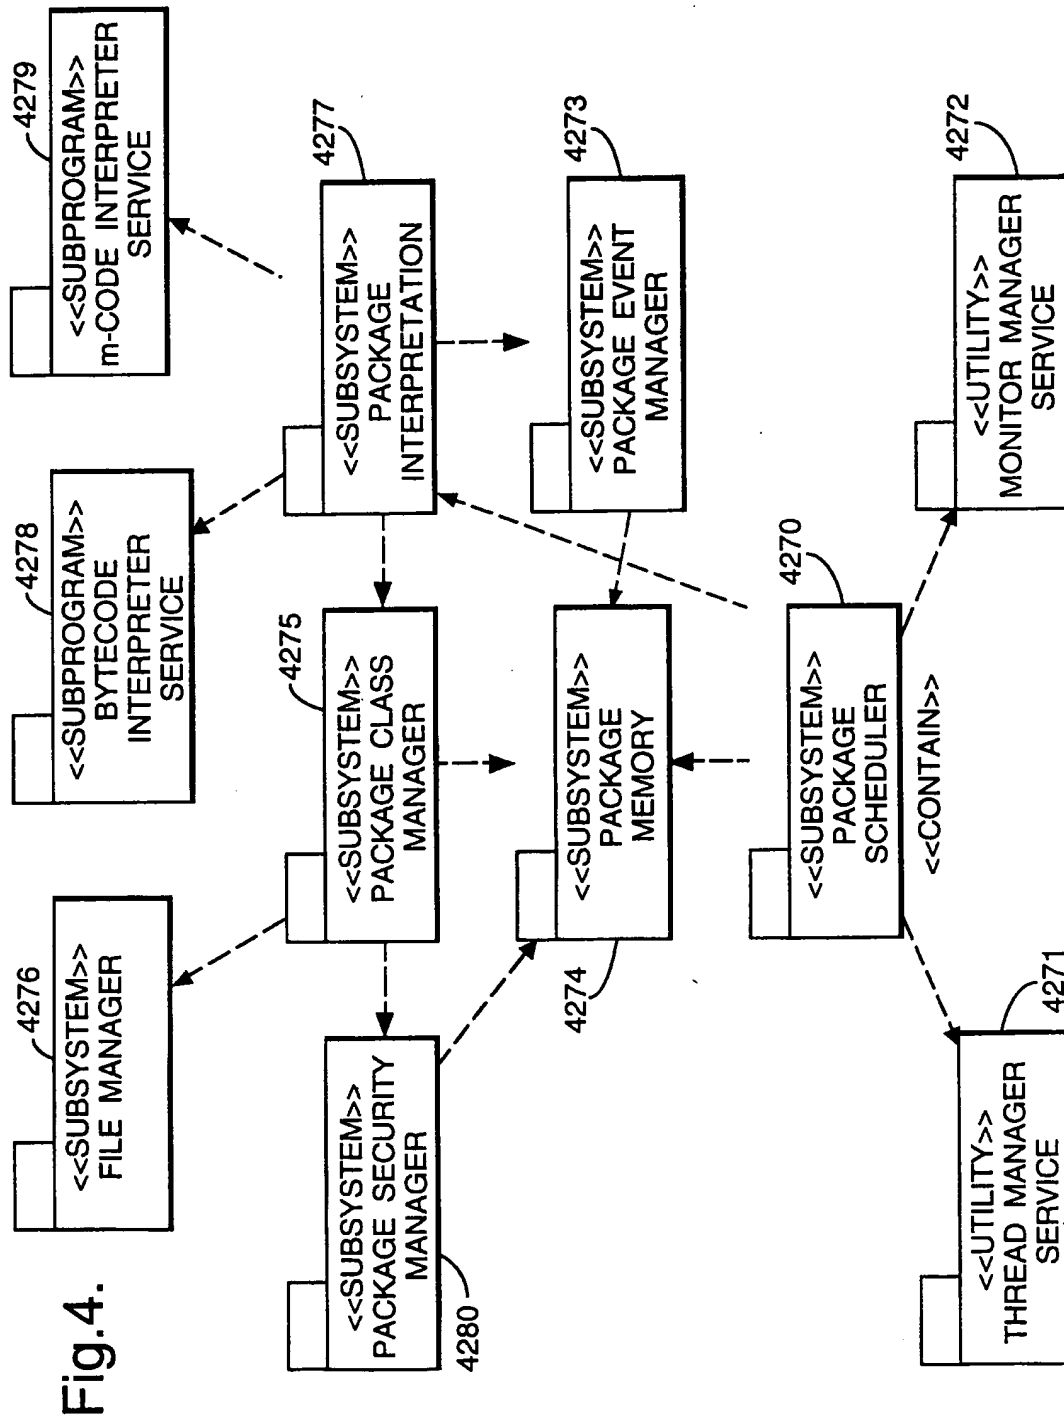 Fig.4.
4276
<<SUBSYSTEM>>
FILE MANAGER
4278
<<SUBPROGRAM>>
BYTECODE
INTERPRETER
SERVICE
4279
<<SUBPROGRAM>>
m-CODE INTERPRETER
SERVICE
<<SUBSYSTEM>>
PACKAGE SECURITY
MANAGER
4280
4275
<<SUBSYSTEM>>
PACKAGE CLASS
MANAGER
4277
<<SUBSYSTEM>>
PACKAGE
INTERPRETATION
<<SUBSYSTEM>>
PACKAGE
MEMORY
4274
4273
<<SUBSYSTEM>>
PACKAGE EVENT
MANAGER
4270
<<SUBSYSTEM>>
PACKAGE
SCHEDULER
<<CONTAIN>>
4271
<<UTILITY>>
THREAD MANAGER
SERVICE
4272
<<UTILITY>>
MONITOR MANAGER
SERVICE